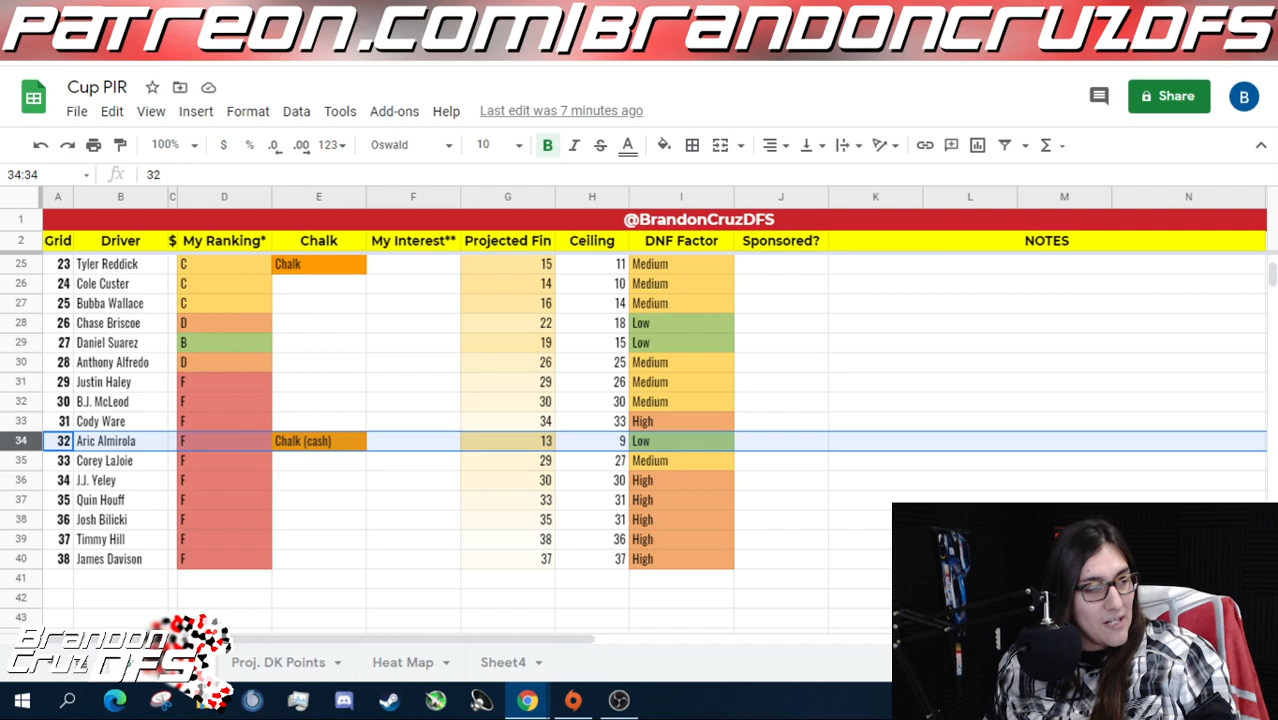 patreon.com/BrandonCruzDFS
Cup PIR
File Edit View Insert Format Data Tools Add-ons Help Last edit was 7 minutes ago
Share B
100% $ % .0 .00 123 Oswald 10 B I S A
34:34 fx 32
A B C D E F G H I J K L M N
1 @BrandonCruzDFS
2 Grid Driver $ My Ranking* Chalk My Interest** Projected Fin Ceiling DNF Factor Sponsored? NOTES
25 23 Tyler Reddick C Chalk 15 11 Medium
26 24 Cole Custer C 14 10 Medium
27 25 Bubba Wallace C 16 14 Medium
28 26 Chase Briscoe D 22 18 Low
29 27 Daniel Suarez B 19 15 Low
30 28 Anthony Alfredo D 26 25 Medium
31 29 Justin Haley F 29 26 Medium
32 30 B.J. McLeod F 30 30 Medium
33 31 Cody Ware F 34 33 High
34 32 Aric Almirola F Chalk (cash) 13 9 Low
35 33 Corey LaJoie F 29 27 Medium
36 34 J.J. Yeley F 30 30 High
37 35 Quin Houff F 33 31 High
38 36 Josh Bilicki F 35 31 High
39 37 Timmy Hill F 38 36 High
40 38 James Davison F 37 37 High
41
42
43
Brandon
Cruz DFS
Proj. DK Points Heat Map Sheet4